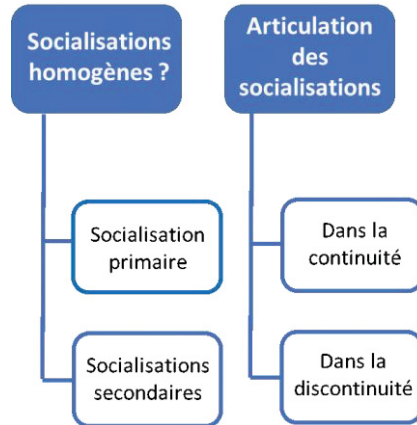 Socialisations
homogènes ?
Socialisation
primaire
Socialisations
secondaires
Articulation
des
socialisations
Dans la
continuité
Dans la
discontinuité